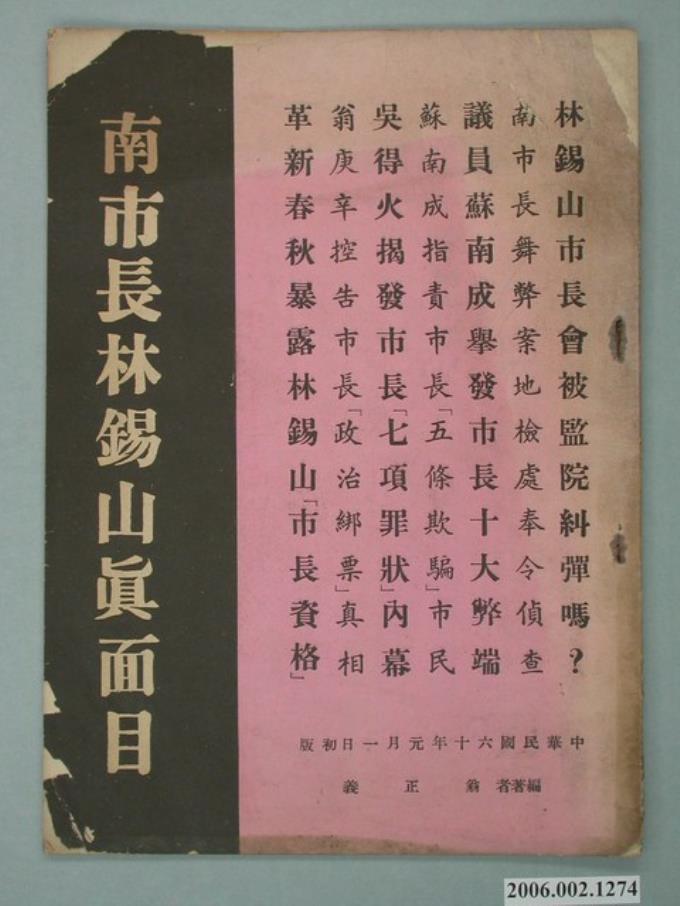 林錫山市長會被監院糾彈嗎？
南市長舞弊案地檢處奉令偵查
議員蘇南成舉發市長十大弊端
蘇南成指責市長「五條欺騙」市民
吳得火揭發市長「七項罪狀」內幕
翁庚辛控告市長「政治綁票」真相
革新春秋暴露林錫山「市長資格」
中華民國六十年元月一日初版
編著者 翁正義
南市長林錫山眞面目
2006.002.1274